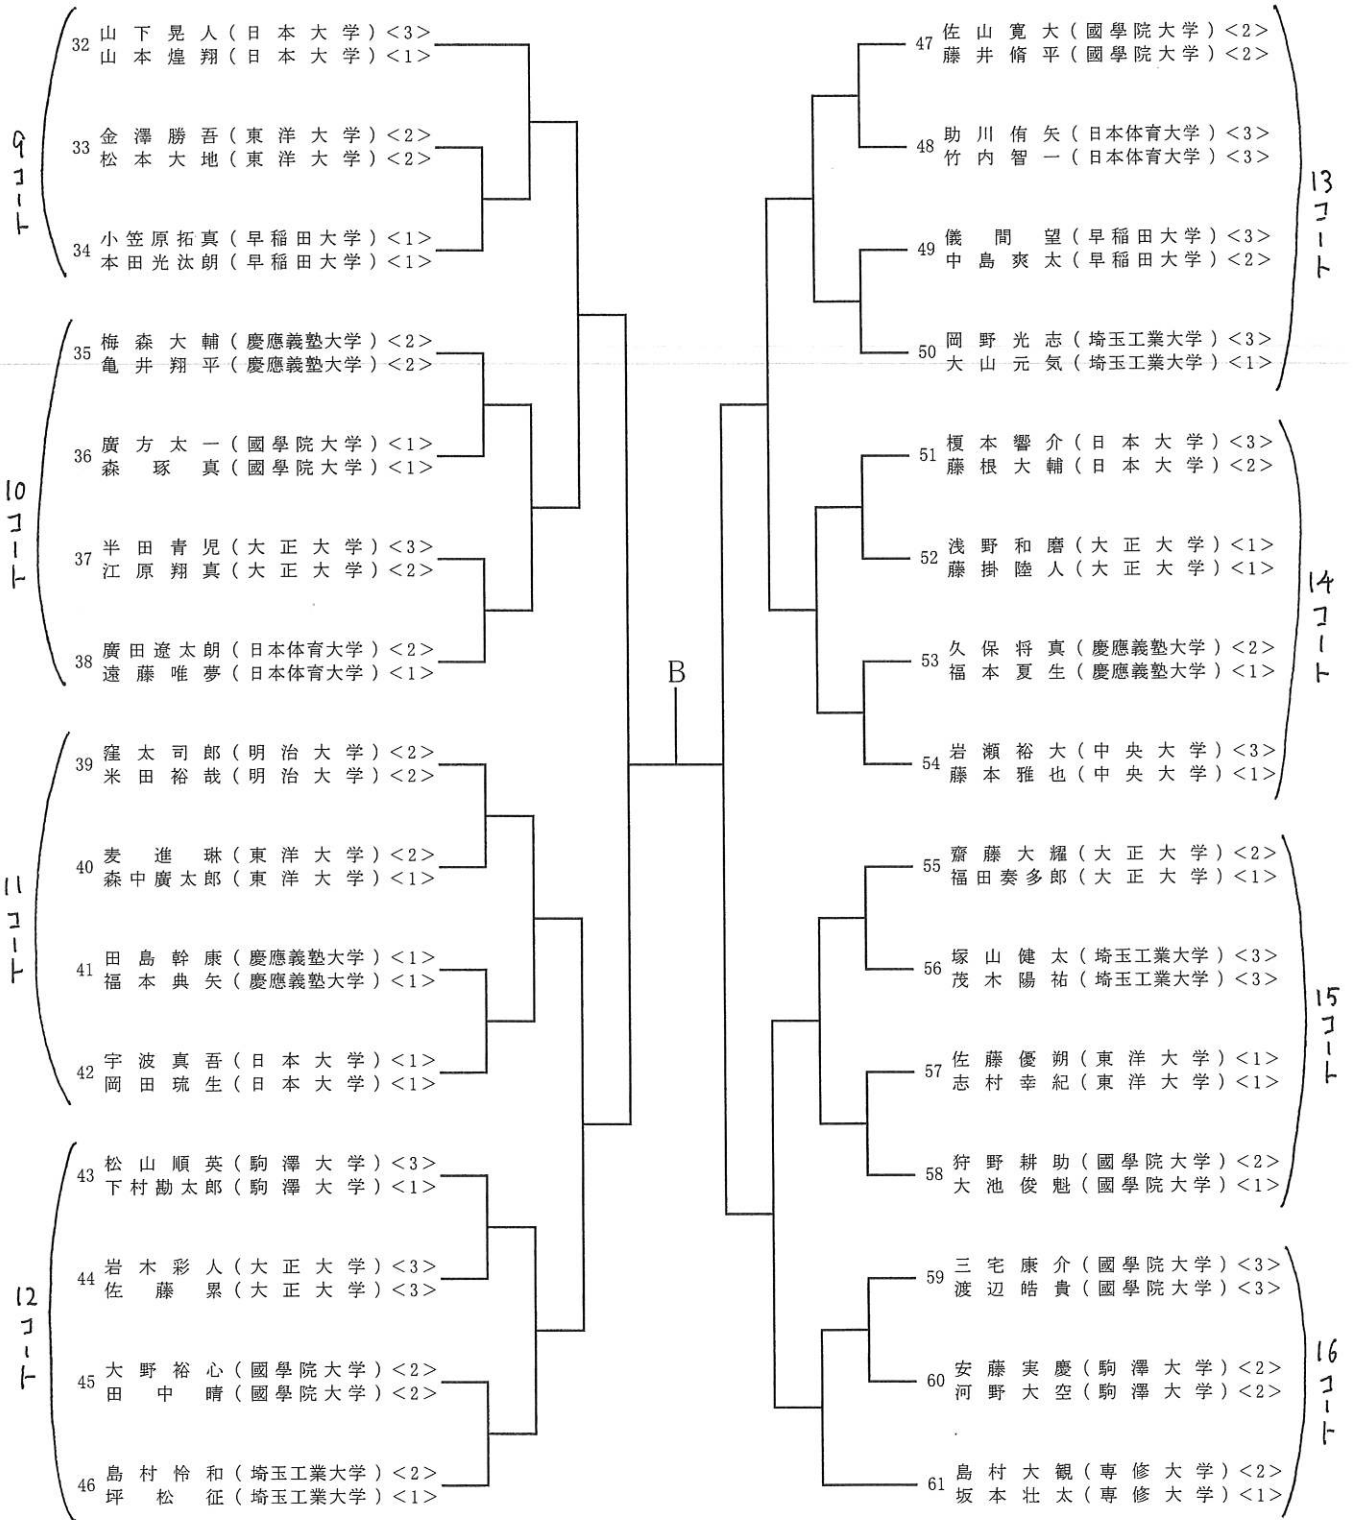 9コート
32
山下晃人(日本大学)<3>
山本煌翔(日本大学)<1>
33
金澤勝吾(東洋大学)<2>
松本大地(東洋大学)<2>
34
小笠原拓真(早稲田大学)<1>
本田光汰朗(早稲田大学)<1>
10コート
35
梅森大輔(慶應義塾大学)<2>
亀井翔平(慶應義塾大学)<2>
36
廣方太一(國學院大学)<1>
森琢真(國學院大学)<1>
37
半田青児(大正大学)<3>
江原翔真(大正大学)<2>
38
廣田遼太朗(日本体育大学)<2>
遠藤唯夢(日本体育大学)<1>
11コート
39
窪太司郎(明治大学)<2>
米田裕哉(明治大学)<2>
40
麦進琳(東洋大学)<2>
森中廣太郎(東洋大学)<1>
41
田島幹康(慶應義塾大学)<1>
福本典矢(慶應義塾大学)<1>
42
宇波真吾(日本大学)<1>
岡田琉生(日本大学)<1>
12コート
43
松山順英(駒澤大学)<3>
下村勘太郎(駒澤大学)<1>
44
岩木彩人(大正大学)<3>
佐藤累(大正大学)<3>
45
大野裕心(國學院大学)<2>
田中晴(國學院大学)<2>
46
島村怜和(埼玉工業大学)<2>
坪松征(埼玉工業大学)<1>
B
13コート
47
佐山寛大(國學院大学)<2>
藤井脩平(國學院大学)<2>
48
助川侑矢(日本体育大学)<3>
竹内智一(日本体育大学)<3>
49
儀間望(早稲田大学)<3>
中島爽太(早稲田大学)<2>
50
岡野光志(埼玉工業大学)<3>
大山元気(埼玉工業大学)<1>
14コート
51
榎本響介(日本大学)<3>
藤根大輔(日本大学)<2>
52
浅野和磨(大正大学)<1>
藤掛陸人(大正大学)<1>
53
久保将真(慶應義塾大学)<2>
福本夏生(慶應義塾大学)<1>
54
岩瀬裕大(中央大学)<3>
藤本雅也(中央大学)<1>
15コート
55
齋藤大耀(大正大学)<2>
福田奏多郎(大正大学)<1>
56
塚山健太(埼玉工業大学)<3>
茂木陽祐(埼玉工業大学)<3>
57
佐藤優朔(東洋大学)<1>
志村幸紀(東洋大学)<1>
58
狩野耕助(國學院大学)<2>
大池俊魁(國學院大学)<1>
16コート
59
三宅康介(國學院大学)<3>
渡辺皓貴(國學院大学)<3>
60
安藤実慶(駒澤大学)<2>
河野大空(駒澤大学)<2>
61
島村大観(専修大学)<2>
坂本壮太(専修大学)<1>